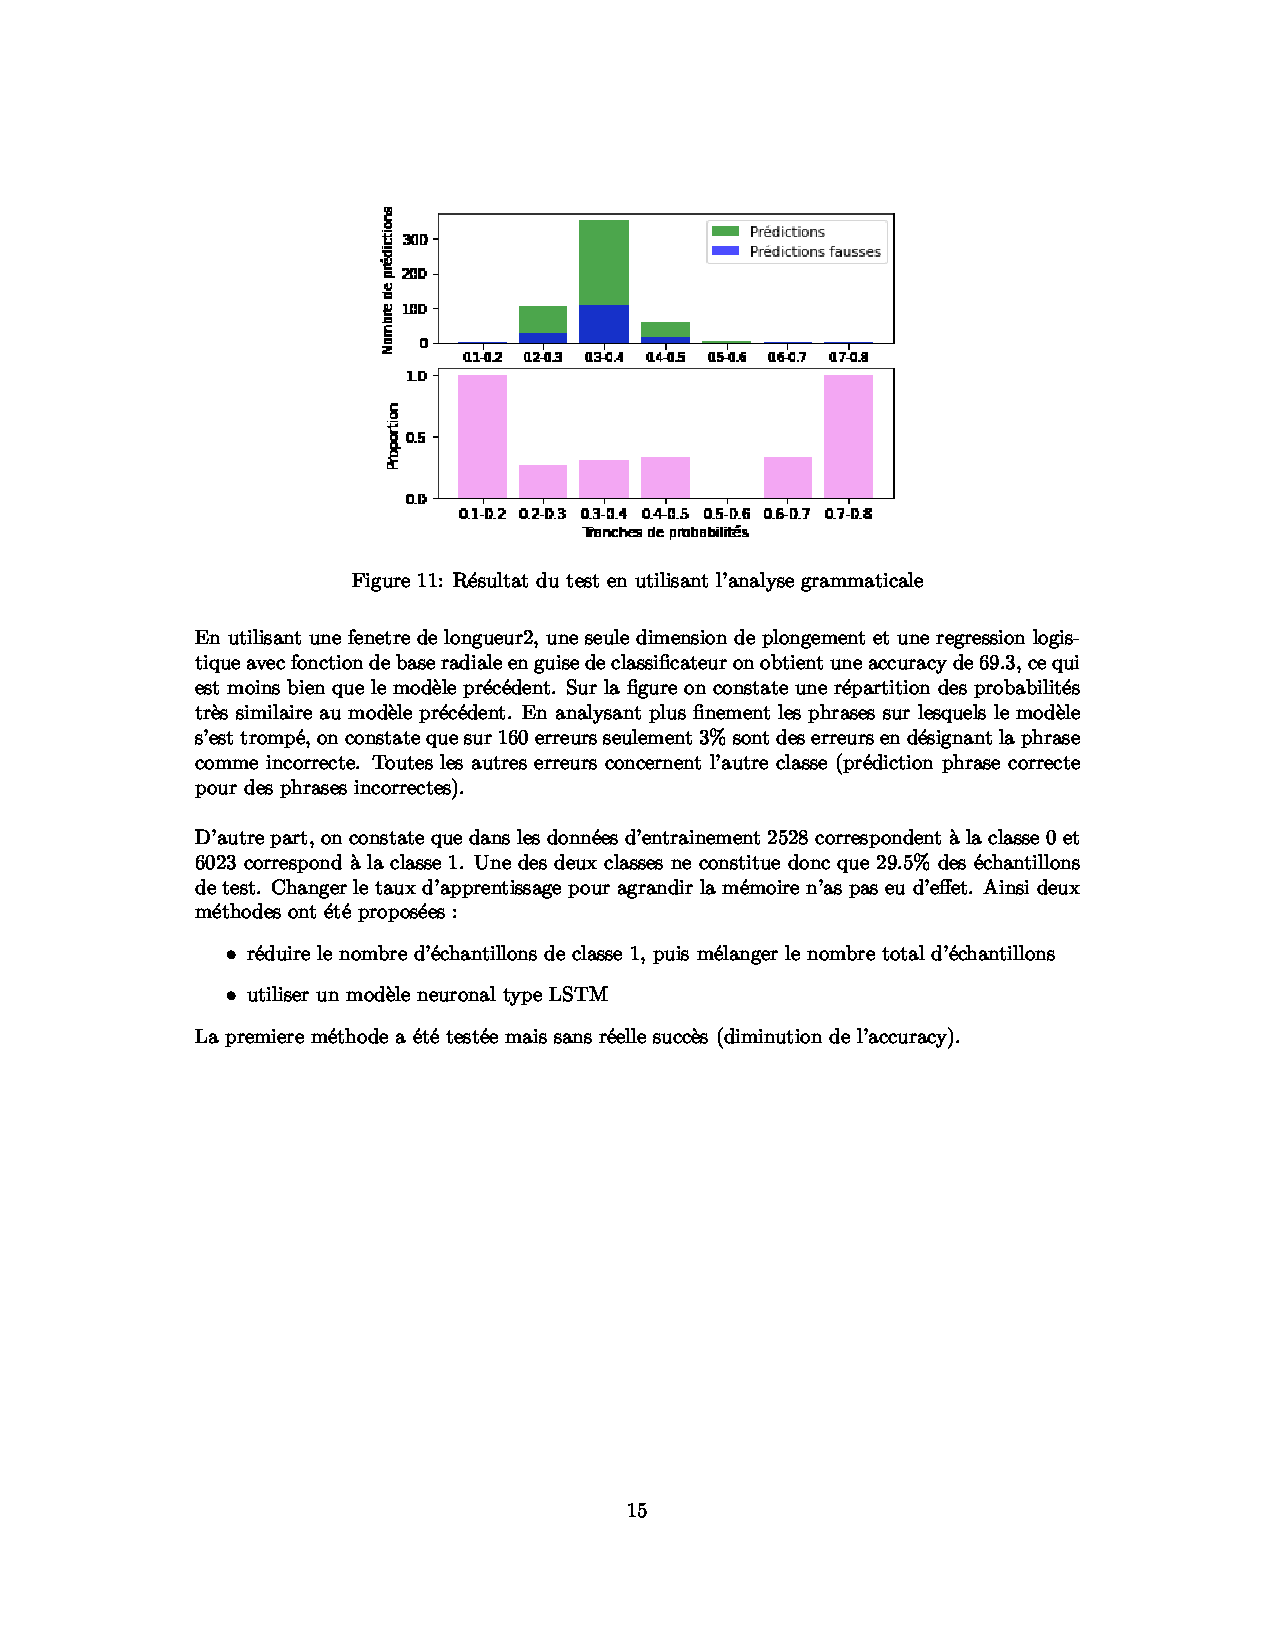 Nombre de prédictions
300
200
100
0
Prédictions
Prédictions fausses
0.1-0.2 0.2-0.3 0.3-0.4 0.4-0.5 0.5-0.6 0.6-0.7 0.7-0.8
Proportion
1.0
0.5
0.0
0.1-0.2 0.2-0.3 0.3-0.4 0.4-0.5 0.5-0.6 0.6-0.7 0.7-0.8
Tranches de probabilités
Figure 11: Résultat du test en utilisant l'analyse grammaticale
En utilisant une fenetre de longueur2, une seule dimension de plongement et une regression logis-
tique avec fonction de base radiale en guise de classificateur on obtient une accuracy de 69.3, ce qui
est moins bien que le modèle précédent. Sur la figure on constate une répartition des probabilités
très similaire au modèle précédent. En analysant plus finement les phrases sur lesquels le modèle
s'est trompé, on constate que sur 160 erreurs seulement 3% sont des erreurs en désignant la phrase
comme incorrecte. Toutes les autres erreurs concernent l'autre classe (prédiction phrase correcte
pour des phrases incorrectes).
D'autre part, on constate que dans les données d'entrainement 2528 correspondent à la classe 0 et
6023 correspond à la classe 1. Une des deux classes ne constitue donc que 29.5% des échantillons
de test. Changer le taux d'apprentissage pour agrandir la mémoire n'as pas eu d'effet. Ainsi deux
méthodes ont été proposées :
• réduire le nombre d'échantillons de classe 1, puis mélanger le nombre total d'échantillons
• utiliser un modèle neuronal type LSTM
La premiere méthode a été testée mais sans réelle succès (diminution de l'accuracy).
15